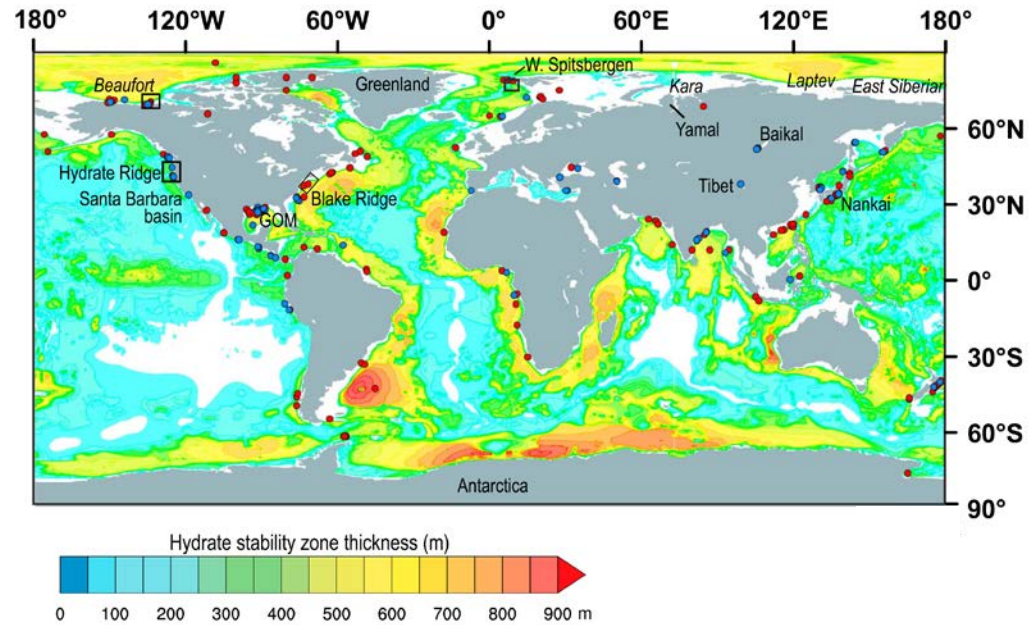 180° 120°W 60°W 0° 60°E 120°E 180°
W. Spitsbergen
Beaufort
Greenland
Kara
Laptev
East Siberian
Yamal
Baikal
60°N
Hydrate Ridge
Tibet
Santa Barbara
basin
Blake Ridge
GOM
Nankai
30°N
0°
30°S
60°S
Antarctica
90°
Hydrate stability zone thickness (m)
0 100 200 300 400 500 600 700 800 900 m